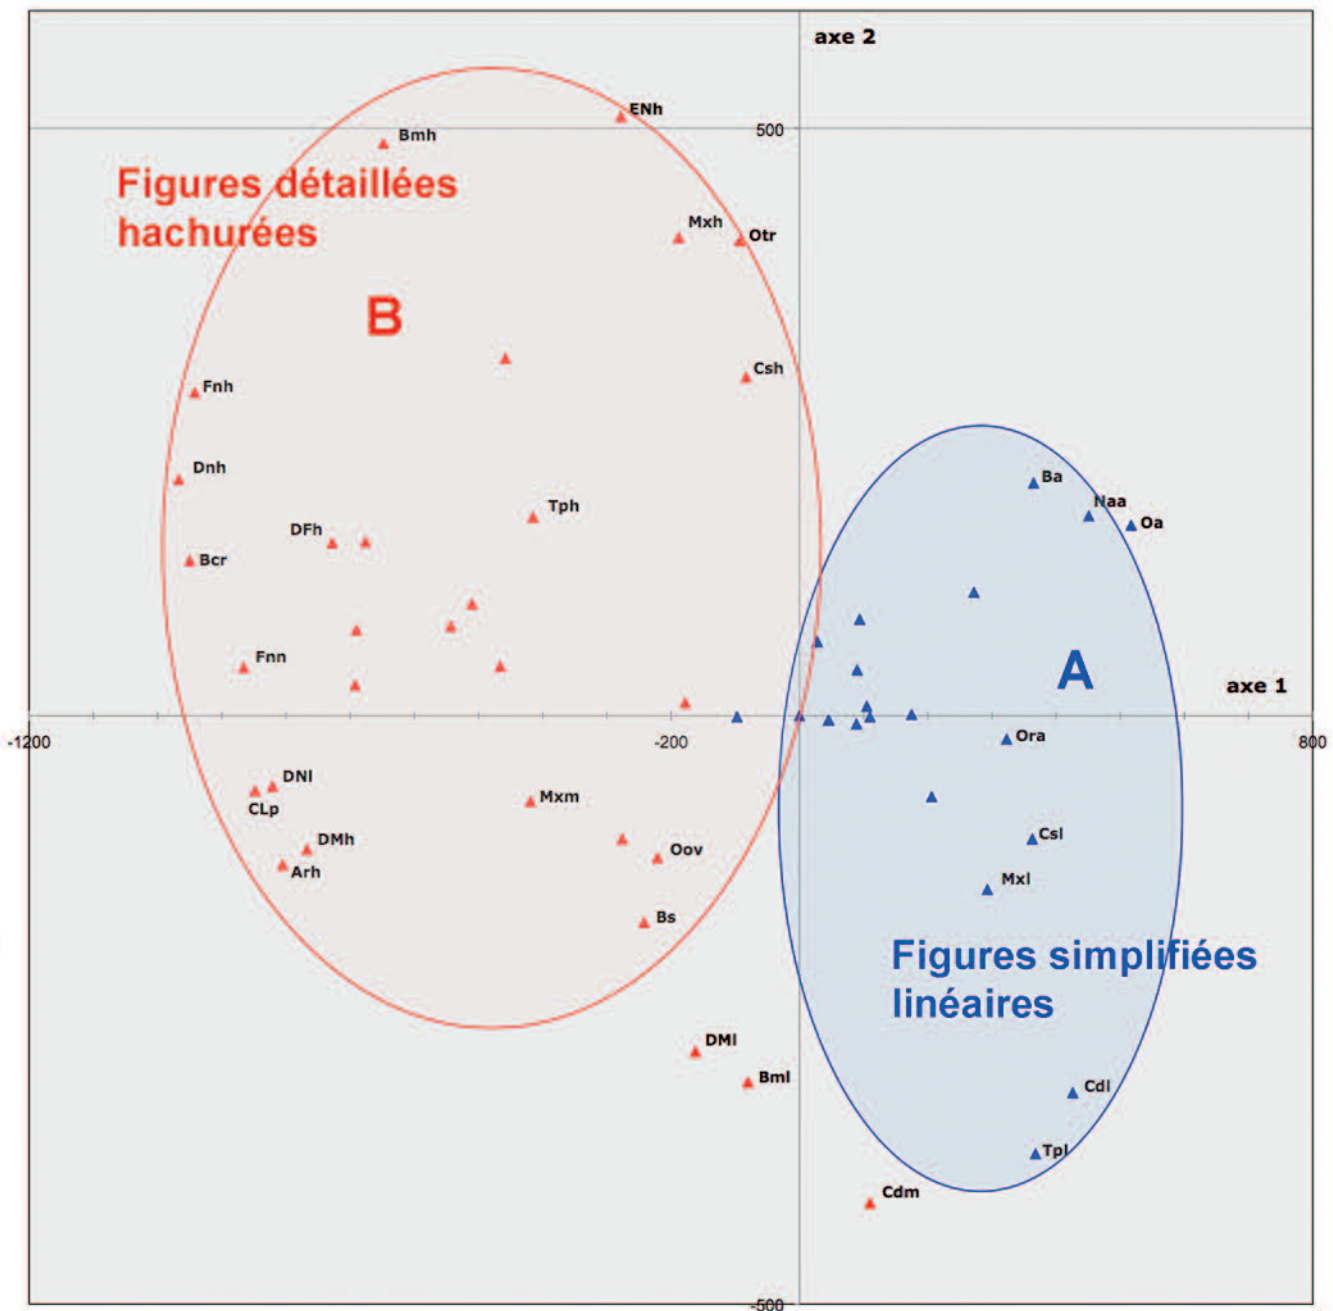 axe 2
ENh
500
Bmh
Figures détaillées
hachurées
Mxh
Otr
B
Csh
Fnh
Ba
Dnh
Naa
Oa
Tph
DFh
Bcr
Fnn
A
axe 1
-1200
-200
800
Ora
DNl
CLp
Mxm
DMh
Csl
Oov
Arh
Mxl
Bs
Figures simplifiées
linéaires
DMl
Bml
Cdl
Tpl
Cdm
-500